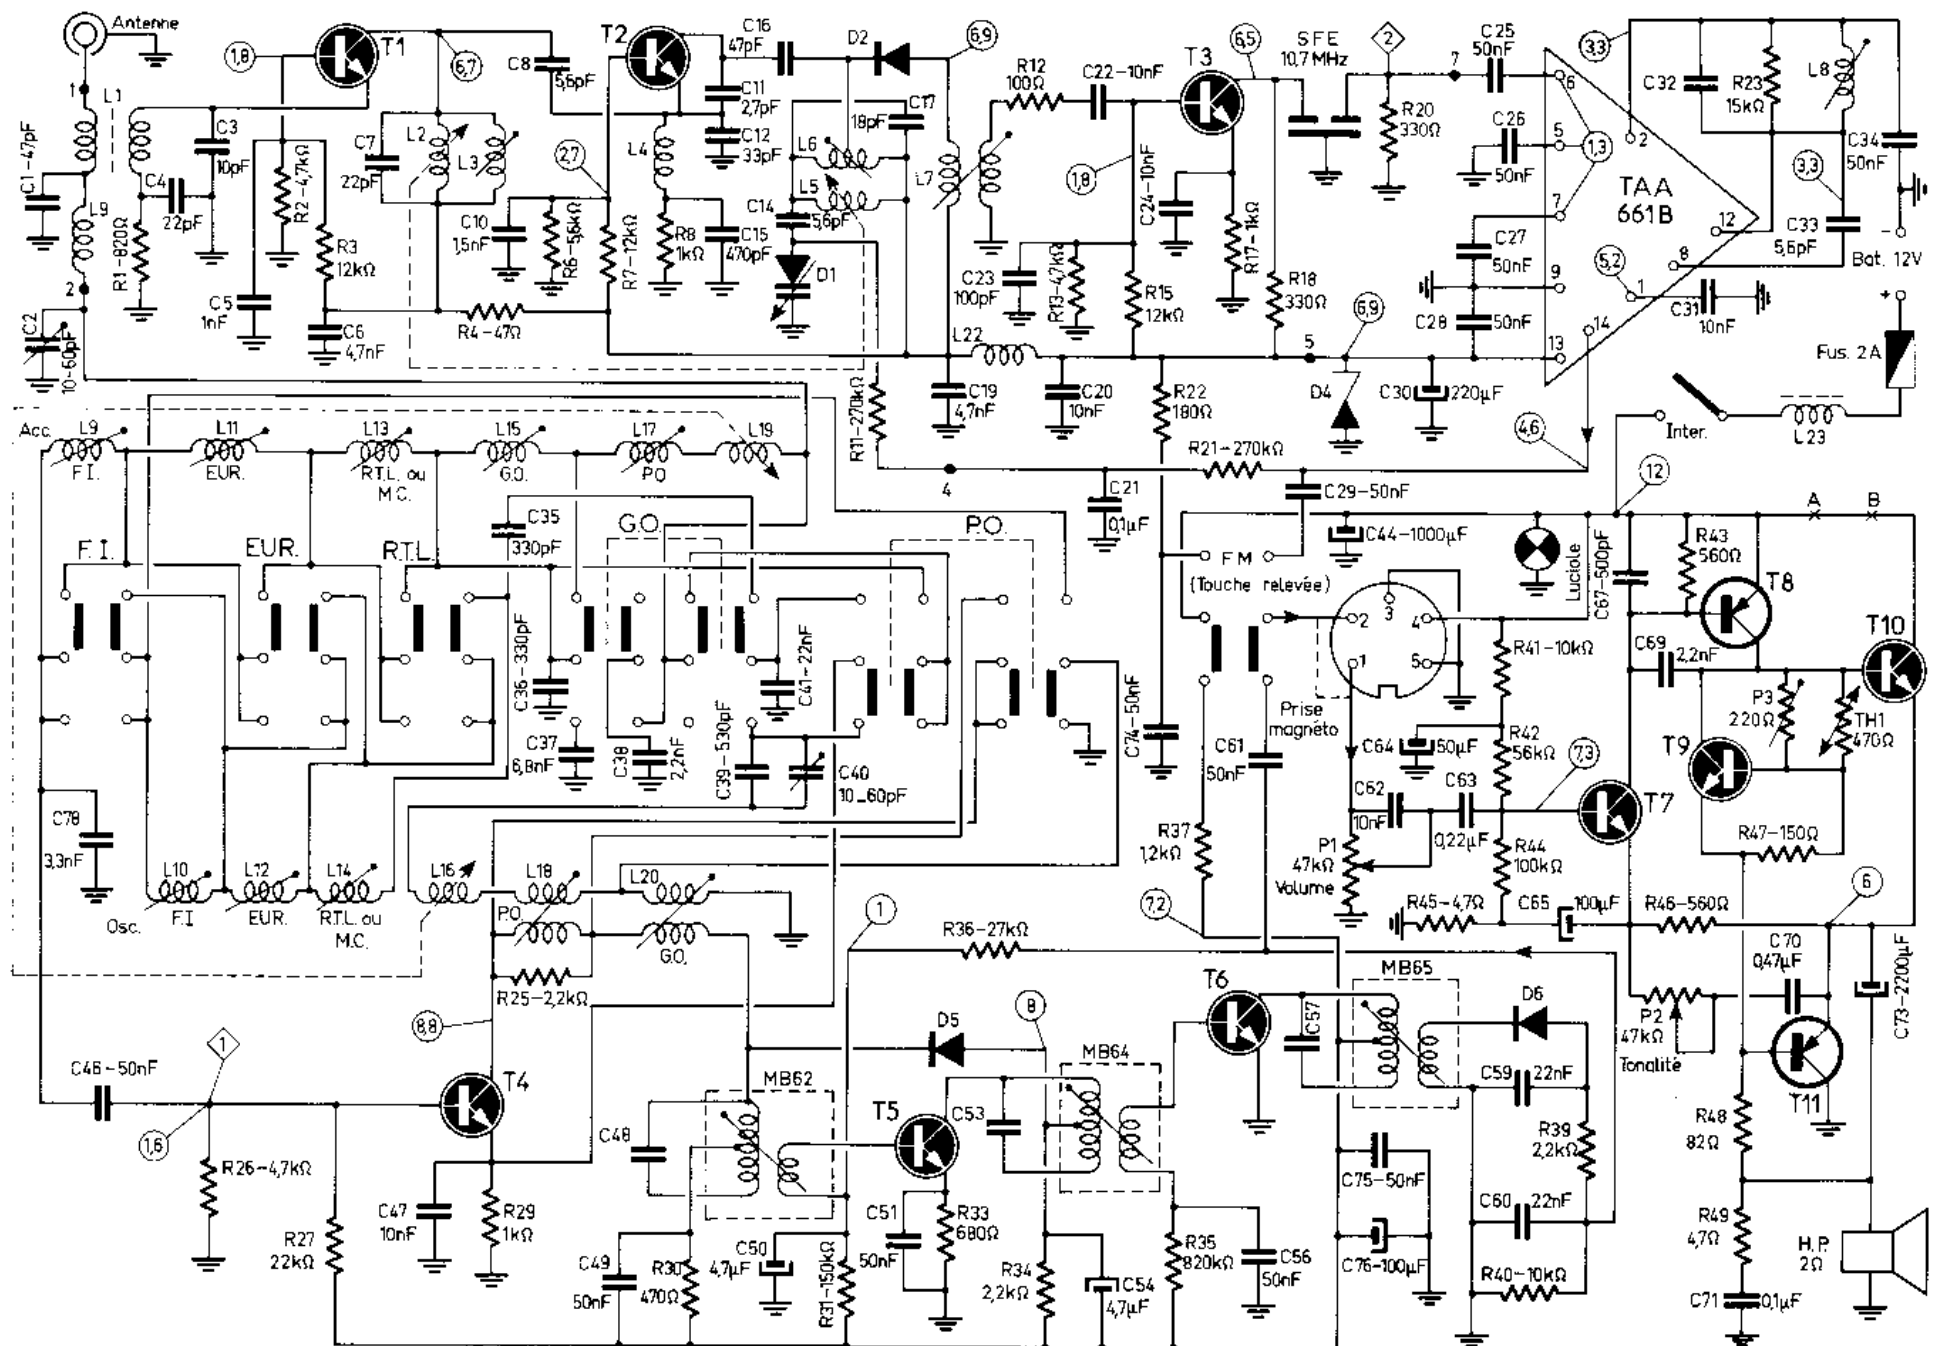 Antenne
1
L1
C1-47pF
L9
2
C2
10-60pF
R1-820Ω
C3
10pF
C4
22pF
1,8
T1
6,7
R2-4,7kΩ
R3
12kΩ
C5
1nF
C6
4,7nF
C7
22pF
L2
L3
R4-47Ω
C8
5,6pF
T2
C16
47pF
C11
2,7pF
C12
33pF
L4
2,7
C10
1,5nF
R6-5,6kΩ
R7-12kΩ
R8
1kΩ
C15
470pF
D2
6,9
C17
18pF
L6
L5
C14
5,6pF
D1
L7
R12
100Ω
C22-10nF
T3
6,5
SFE
10,7 MHz
2
7
C25
50nF
R20
330Ω
C26
50nF
1,8
C24-10nF
R17-1kΩ
R18
330Ω
C23
100pF
R13-47kΩ
R15
12kΩ
L22
C19
4,7nF
C20
10nF
R22
180Ω
5
6,9
D4
C30
220µF
C27
50nF
C28
50nF
6
5
7
9
13
1,3
TAA
661B
2
12
8
1
14
3,3
5,2
C31
10nF
C32
R23
15kΩ
L8
C34
50nF
3,3
C33
5,6pF
-
Bat. 12V
+
Fus. 2A
Inter.
L23
R11-270kΩ
4
R21-270kΩ
4,6
C21
0,1µF
C29-50nF
12
Acc.
L9
F.I.
L11
EUR.
L13
R.T.L. ou
M.C.
L15
G.O.
L17
P.O
L19
F.I.
EUR.
R.T.L.
C35
330pF
G.O.
P.O.
C36-330pF
C37
6,8nF
C38
2,2nF
C39-530pF
C41-22nF
C40
10_60pF
C78
3,3nF
Osc.
L10
F.I
L12
EUR.
L14
R.T.L. ou
M.C.
L16
L18
P.O.
L20
G.O.
R25-2,2kΩ
FM
(Touche relevée)
C44-1000µF
Luciole
C67-500pF
R43
560Ω
A
B
T8
T10
2
3
4
1
5
Prise
magnéto
C74-50nF
C61
50nF
R37
1,2kΩ
R41-10kΩ
C64
50µF
R42
56kΩ
C62
10nF
C63
0,22µF
7,3
T7
P1
47kΩ
Volume
R44
100kΩ
C69
2,2nF
P3
220Ω
TH1
470Ω
T9
R47-150Ω
R45-4,7Ω
C65
100µF
R46-560Ω
6
C70
0,47µF
C73-2200µF
P2
47kΩ
Tonalité
T11
R48
82Ω
R49
4,7Ω
C71
0,1µF
H.P.
2Ω
C46-50nF
1
1,6
R26-4,7kΩ
R27
22kΩ
8,8
T4
C47
10nF
R29
1kΩ
MB62
C48
C49
50nF
R30
470Ω
C50
4,7µF
R31-150kΩ
1
R36-27kΩ
7,2
D5
8
T5
C51
50nF
R33
680Ω
C53
MB64
R34
2,2kΩ
C54
4,7µF
R35
820kΩ
C56
50nF
T6
C57
MB65
D6
C59
22nF
R39
2,2kΩ
C60
22nF
R40-10kΩ
C75-50nF
C76-100µF